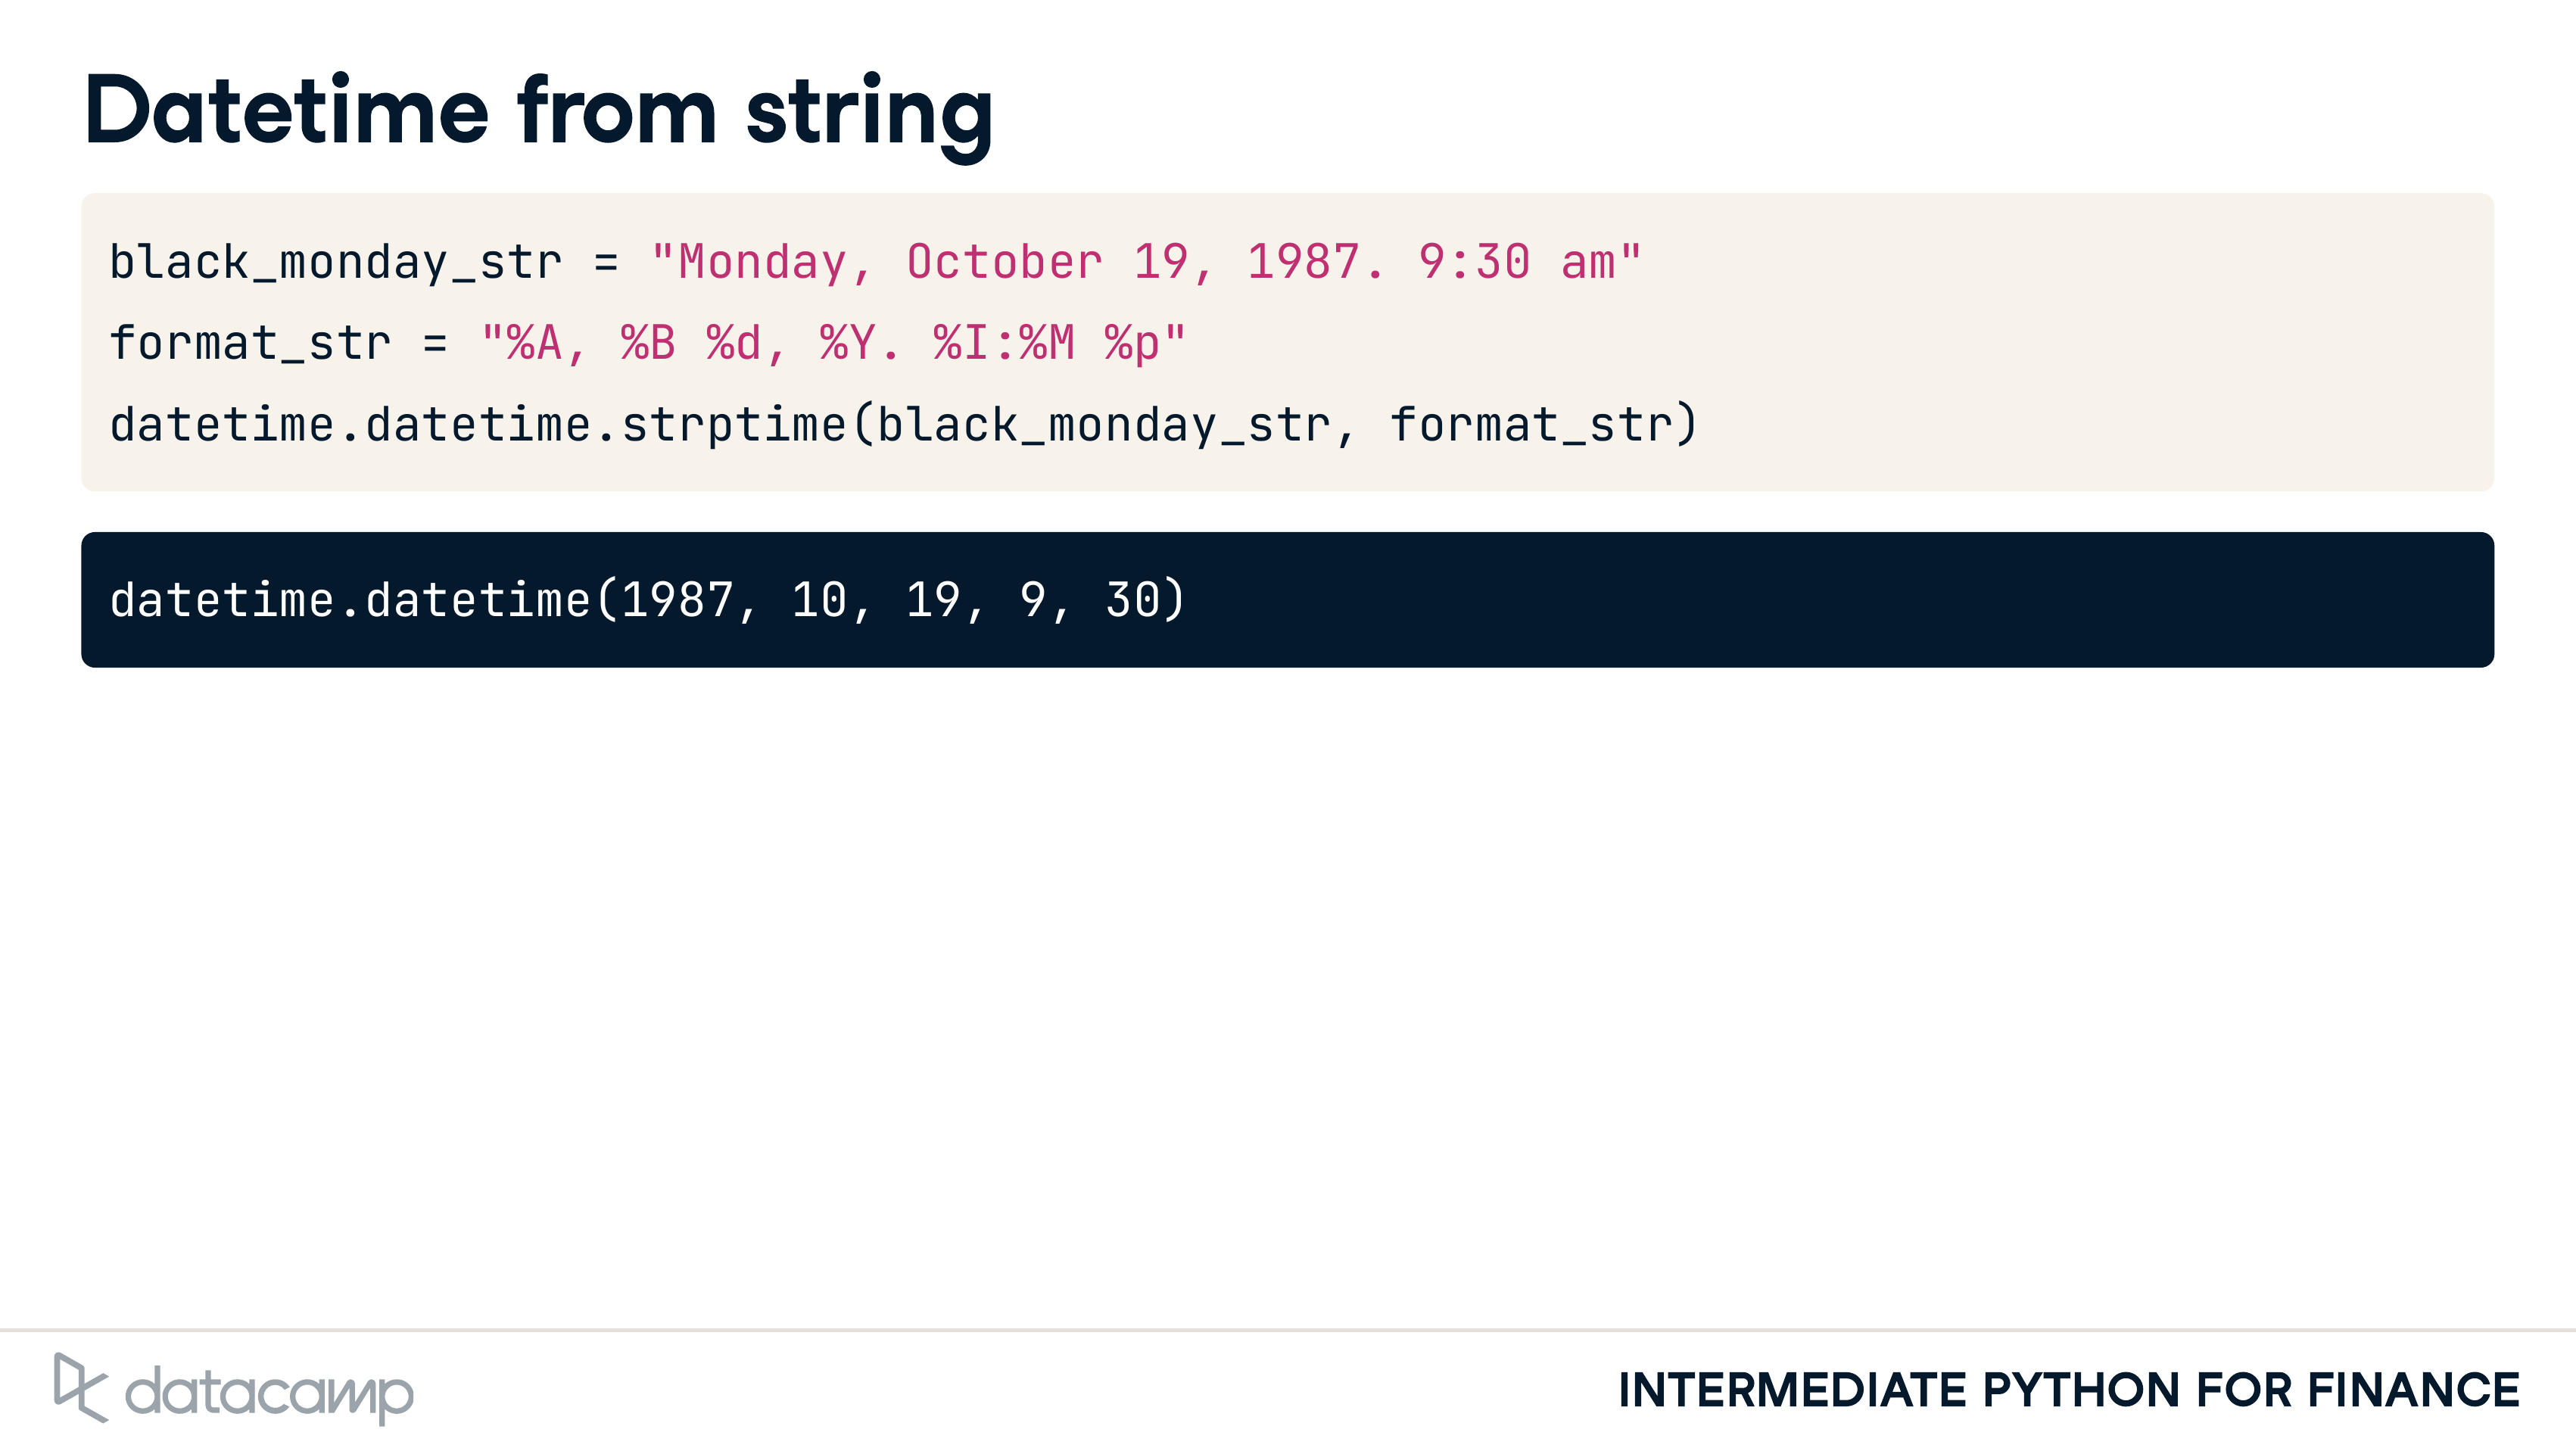 Datetime from string
black_monday_str = "Monday, October 19, 1987. 9:30 am"
format_str = "%A, %B %d, %Y. %I:%M %p"
datetime.datetime.strptime(black_monday_str, format_str)
datetime.datetime(1987, 10, 19, 9, 30)
datacamp
INTERMEDIATE PYTHON FOR FINANCE